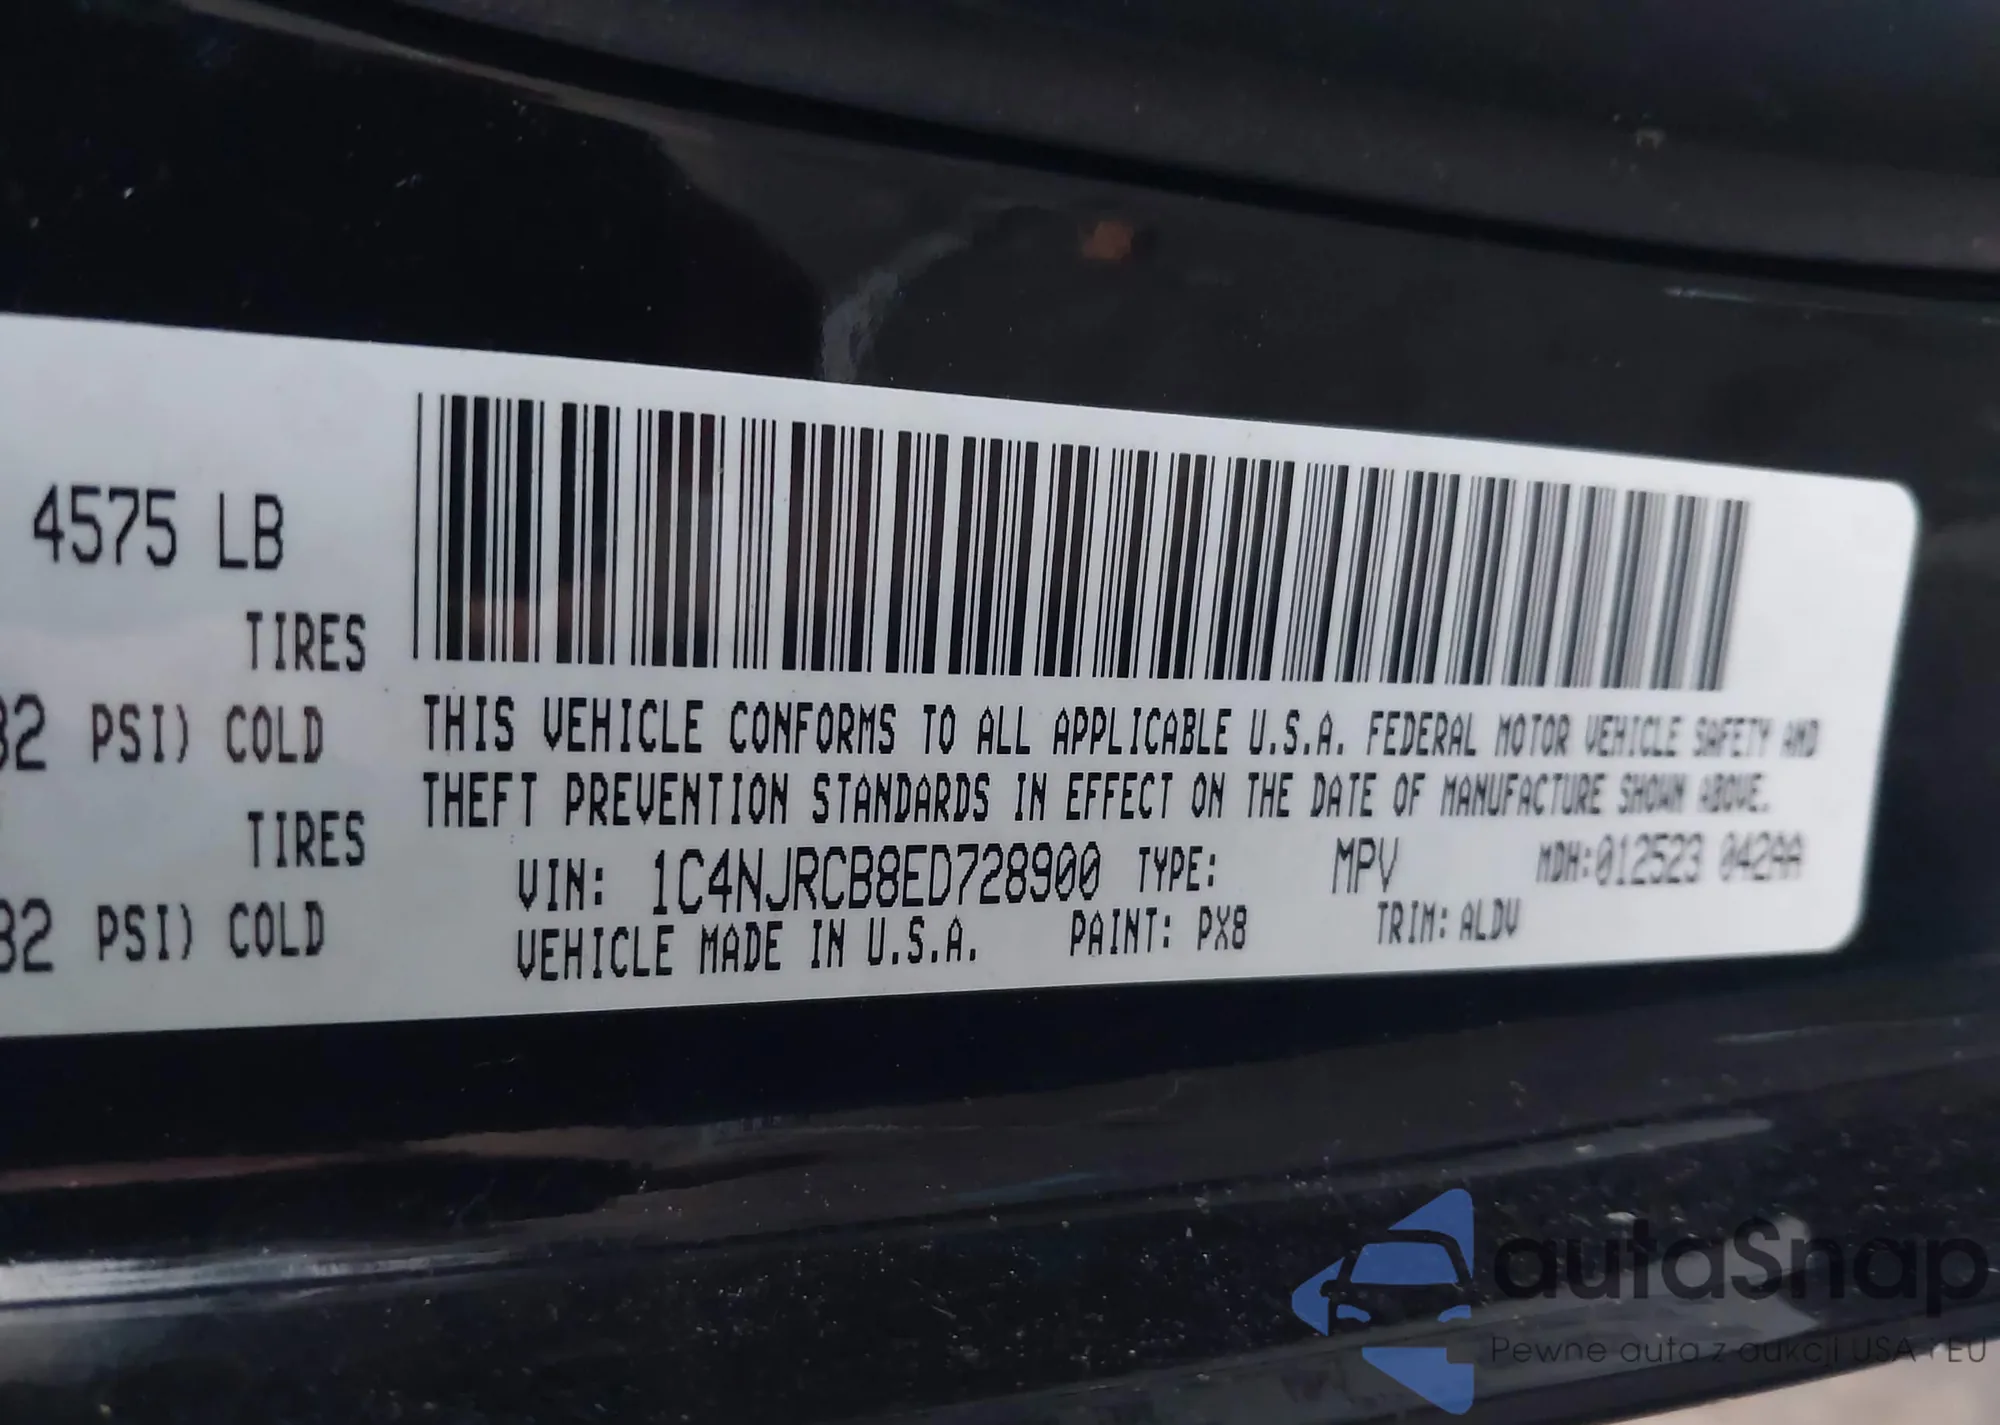 4575 LB
TIRES
32 PSI) COLD
TIRES
32 PSI) COLD
THIS VEHICLE CONFORMS TO ALL APPLICABLE U.S.A. FEDERAL MOTOR VEHICLE SAFETY AND
THEFT PREVENTION STANDARDS IN EFFECT ON THE DATE OF MANUFACTURE SHOWN ABOVE.
VIN: 1C4NJRCB8ED728900 TYPE: MPV MDH:012523 042AA
VEHICLE MADE IN U.S.A. PAINT: PX8 TRIM: ALDV
autaSnap
Pewne auta z aukcji USA i EU